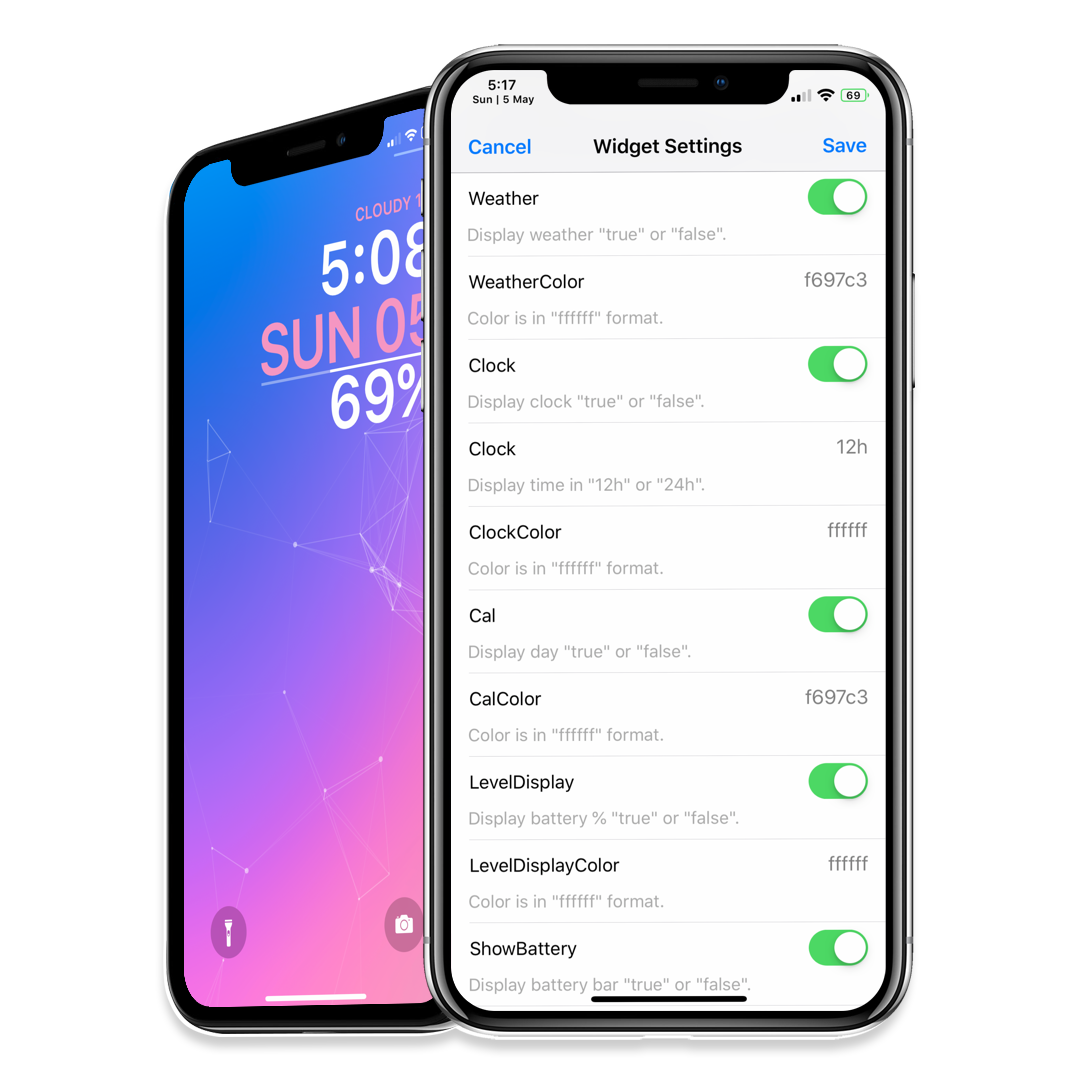 CLOUDY
5:08
SUN 05
69%
5:17
Sun | 5 May
69
Cancel
Widget Settings
Save
Weather
Display weather "true" or "false".
WeatherColor
f697c3
Color is in "ffffff" format.
Clock
Display clock "true" or "false".
Clock
12h
Display time in "12h" or "24h".
ClockColor
ffffff
Color is in "ffffff" format.
Cal
Display day "true" or "false".
CalColor
f697c3
Color is in "ffffff" format.
LevelDisplay
Display battery % "true" or "false".
LevelDisplayColor
ffffff
Color is in "ffffff" format.
ShowBattery
Display battery bar "true" or "false".